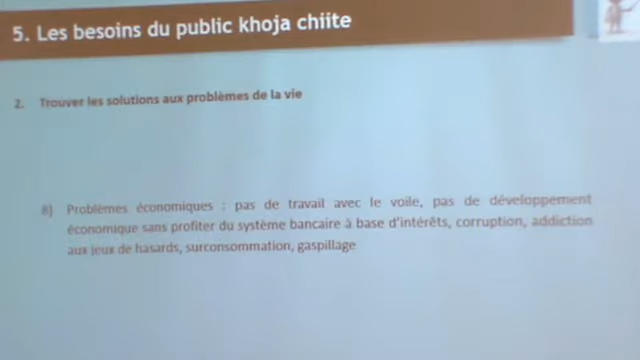 5. Les besoins du public khoja chiite
2. Trouver les solutions aux problèmes de la vie
8) Problèmes économiques : pas de travail avec le voile, pas de développement
économique sans profiter du système bancaire à base d'intérêts, corruption, addiction
aux jeux de hasards, surconsommation, gaspillage